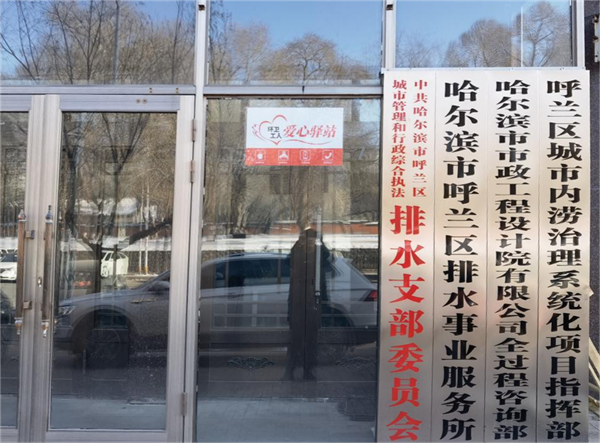 环卫
工人
爱心驿站
中共哈尔滨市呼兰区
城市管理和行政综合执法
排水支部委员会
哈尔滨市呼兰区排水事业服务所
哈尔滨市市政工程设计院有限公司全过程咨询部
呼兰区城市内涝治理系统化项目指挥部